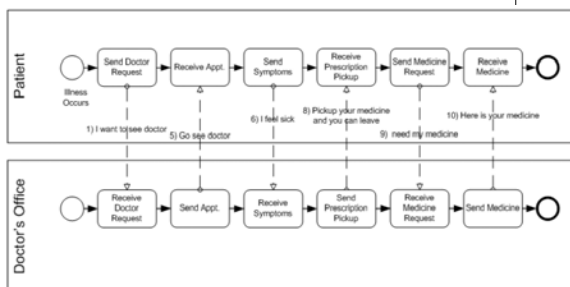 Patient
Illness
Occurs
Send Doctor
Request
Receive Appt.
Send
Symptoms
Receive
Prescription
Pickup
Send Medicine
Request
Receive
Medicine
1) I want to see doctor
5) Go see doctor
6) I feel sick
8) Pickup your medicine
and you can leave
9) need my medicine
10) Here is your medicine
Doctor's Office
Receive
Doctor
Request
Send Appt.
Receive
Symptoms
Send
Prescription
Pickup
Receive
Medicine
Request
Send Medicine